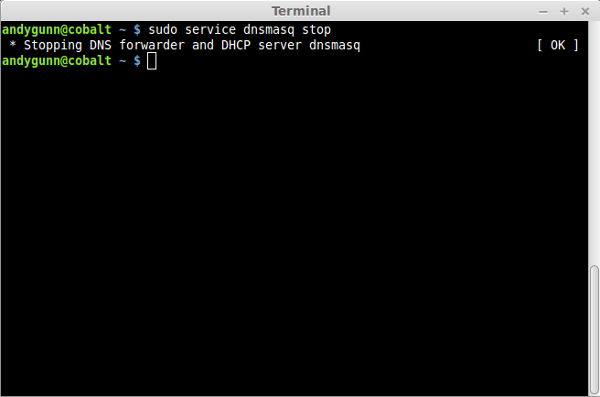 Terminal
andygunn@cobalt ~ $ sudo service dnsmasq stop
 * Stopping DNS forwarder and DHCP server dnsmasq [ OK ]
andygunn@cobalt ~ $